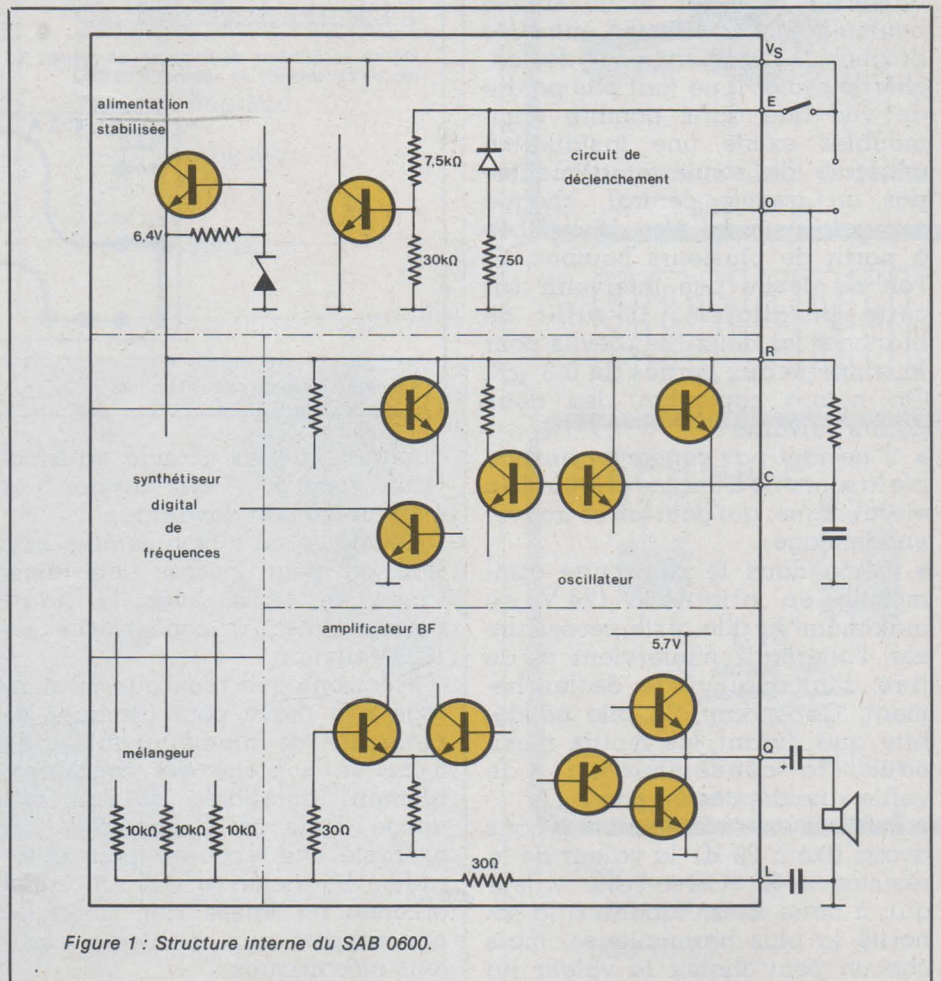 Vs
E
alimentation
stabilisée
7,5kΩ
circuit de
déclenchement
0
6,4V
30kΩ
75Ω
R
synthétiseur
digital
de
fréquences
C
oscillateur
amplificateur BF
5,7V
Q
mélangeur
10kΩ
10kΩ
10kΩ
30Ω
30Ω
L
Figure 1 : Structure interne du SAB 0600.